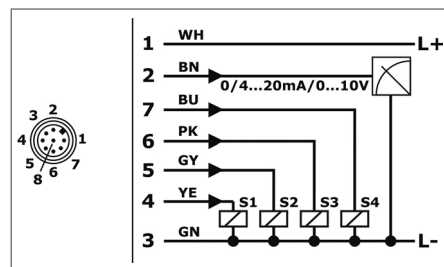 3 2
4 1
5 6 7
8
1 WH L+
2 BN 0/4...20mA/0...10V
7 BU
6 PK
5 GY
4 YE S1 S2 S3 S4
3 GN L-